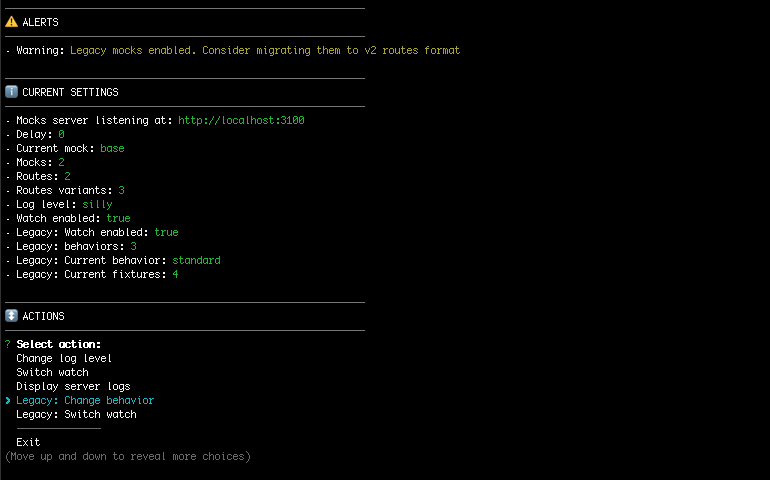 ALERTS
- Warning: Legacy mocks enabled. Consider migrating them to v2 routes format
CURRENT SETTINGS
- Mocks server listening at: http://localhost:3100
- Delay: 0
- Current mock: base
- Mocks: 2
- Routes: 2
- Routes variants: 3
- Log level: silly
- Watch enabled: true
- Legacy: Watch enabled: true
- Legacy: behaviors: 3
- Legacy: Current behavior: standard
- Legacy: Current fixtures: 4
ACTIONS
? Select action:
Change log level
Switch watch
Display server logs
❯ Legacy: Change behavior
Legacy: Switch watch
──────────────
Exit
(Move up and down to reveal more choices)